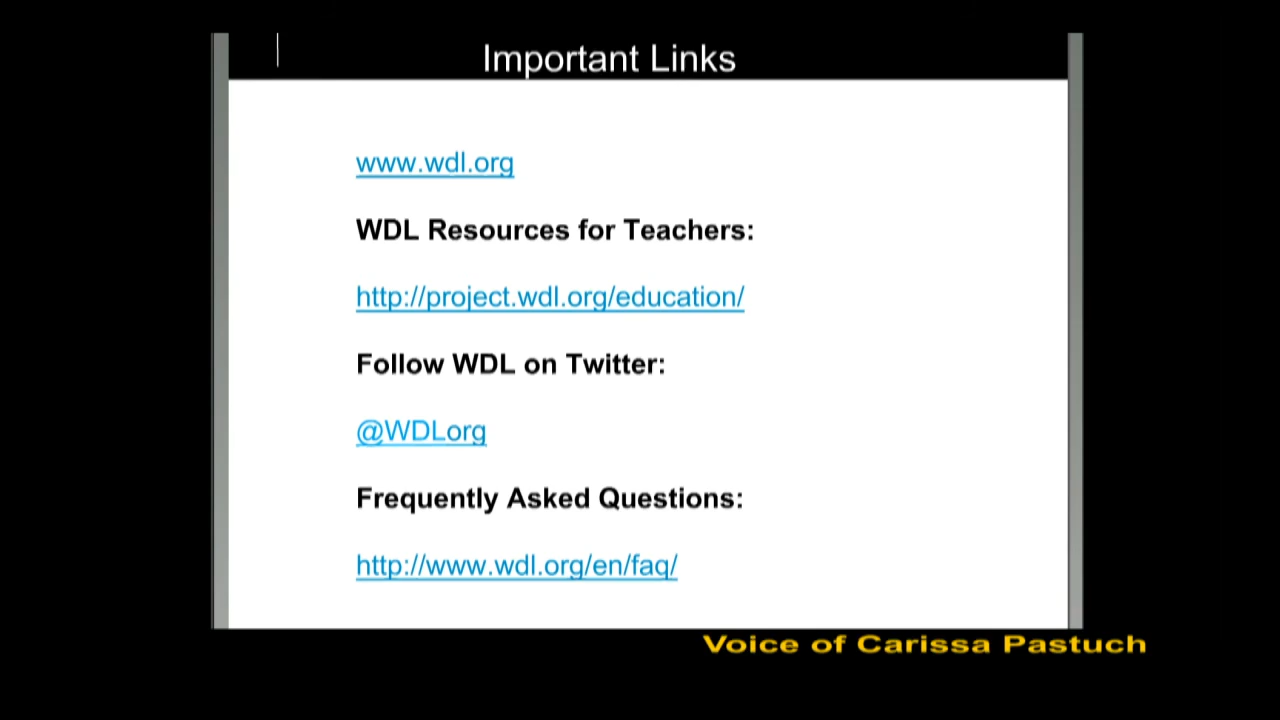 Important Links
www.wdl.org
WDL Resources for Teachers:
http://project.wdl.org/education/
Follow WDL on Twitter:
@WDLorg
Frequently Asked Questions:
http://www.wdl.org/en/faq/
Voice of Carissa Pastuch